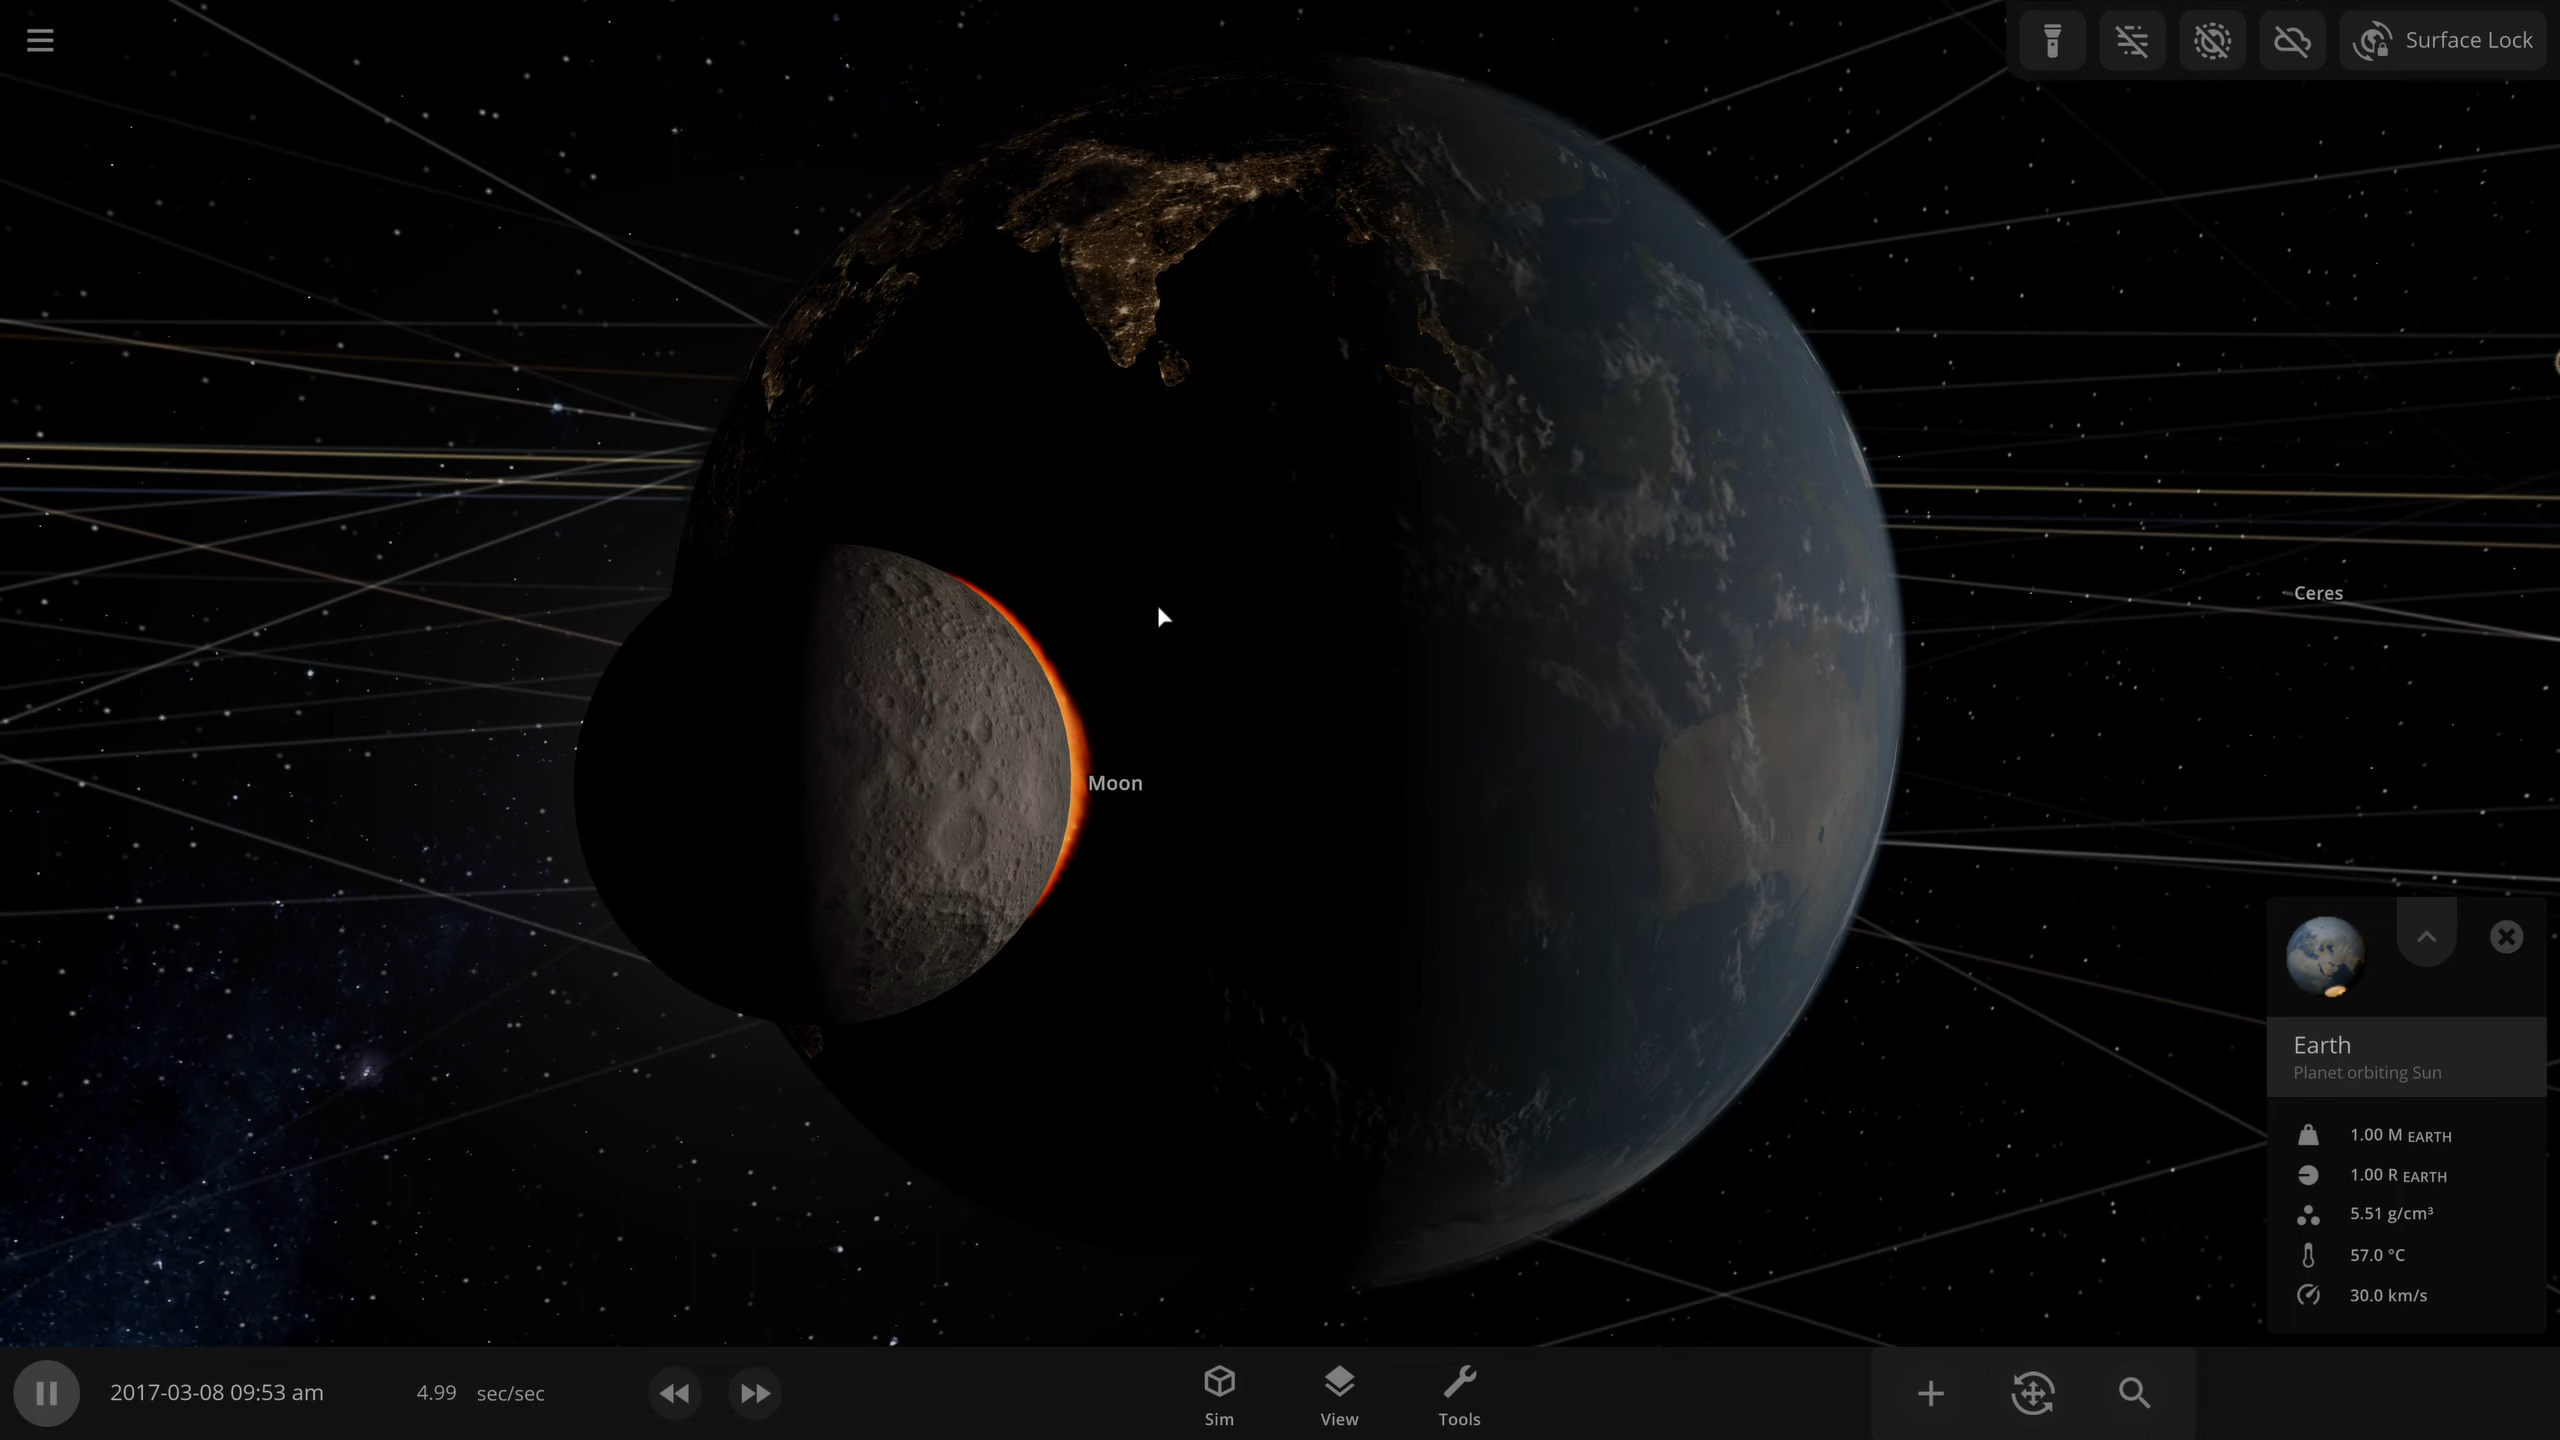 Surface Lock
Ceres
Moon
Earth
Planet orbiting Sun
1.00 M EARTH
1.00 R EARTH
5.51 g/cm³
57.0 °C
30.0 km/s
2017-03-08 09:53 am 4.99 sec/sec
Sim View Tools